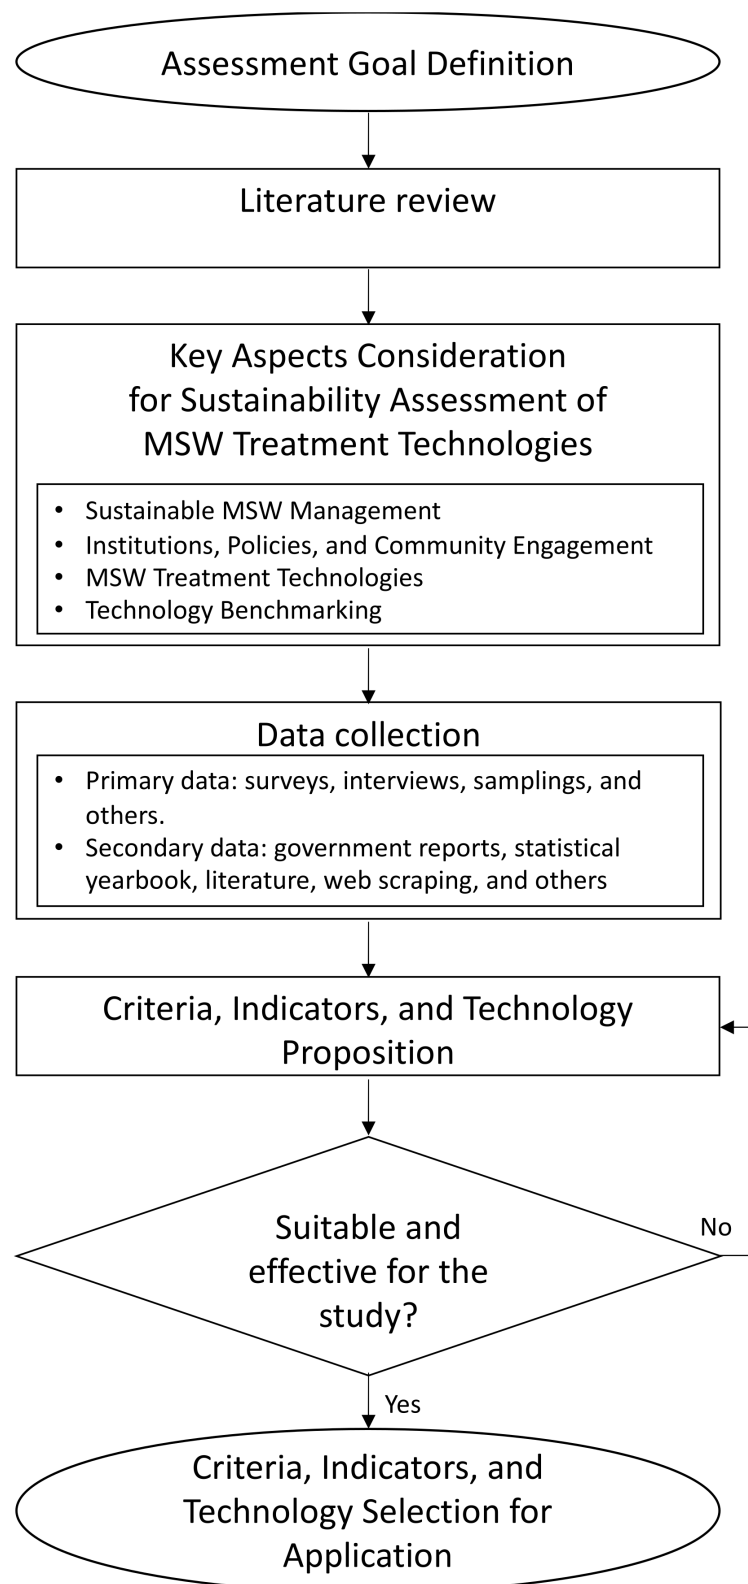 Assessment Goal Definition
Literature review
Key Aspects Consideration
for Sustainability Assessment of
MSW Treatment Technologies
• Sustainable MSW Management
• Institutions, Policies, and Community Engagement
• MSW Treatment Technologies
• Technology Benchmarking
Data collection
• Primary data: surveys, interviews, samplings, and
others.
• Secondary data: government reports, statistical
yearbook, literature, web scraping, and others
Criteria, Indicators, and Technology
Proposition
Suitable and
effective for the
study?
No
Yes
Criteria, Indicators, and
Technology Selection for
Application